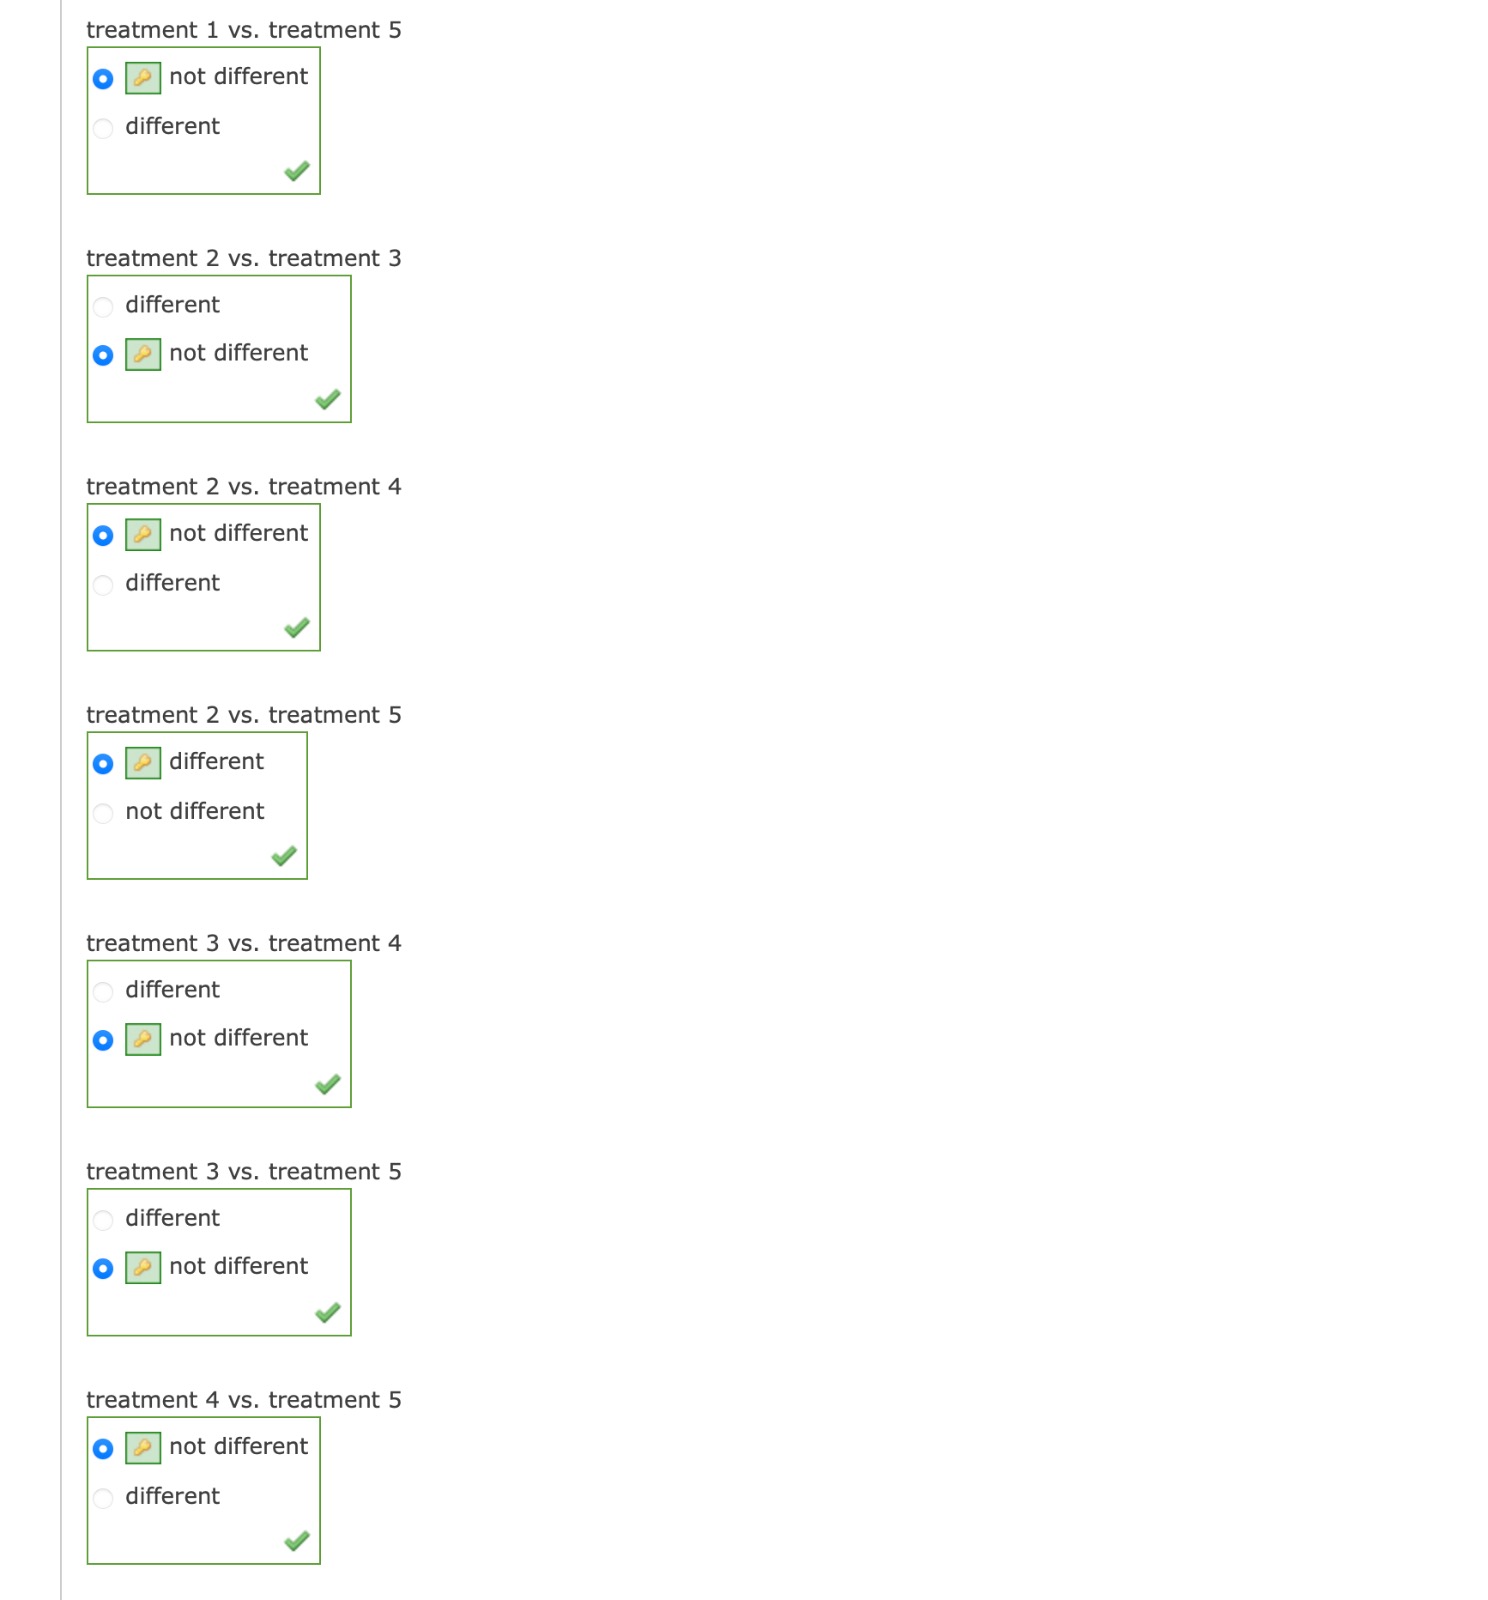 treatment 1 vs. treatment 5
not different
different
treatment 2 vs. treatment 3
different
not different
treatment 2 vs. treatment 4
not different
different
treatment 2 vs. treatment 5
different
not different
treatment 3 vs. treatment 4
different
not different
treatment 3 vs. treatment 5
different
not different
treatment 4 vs. treatment 5
not different
different